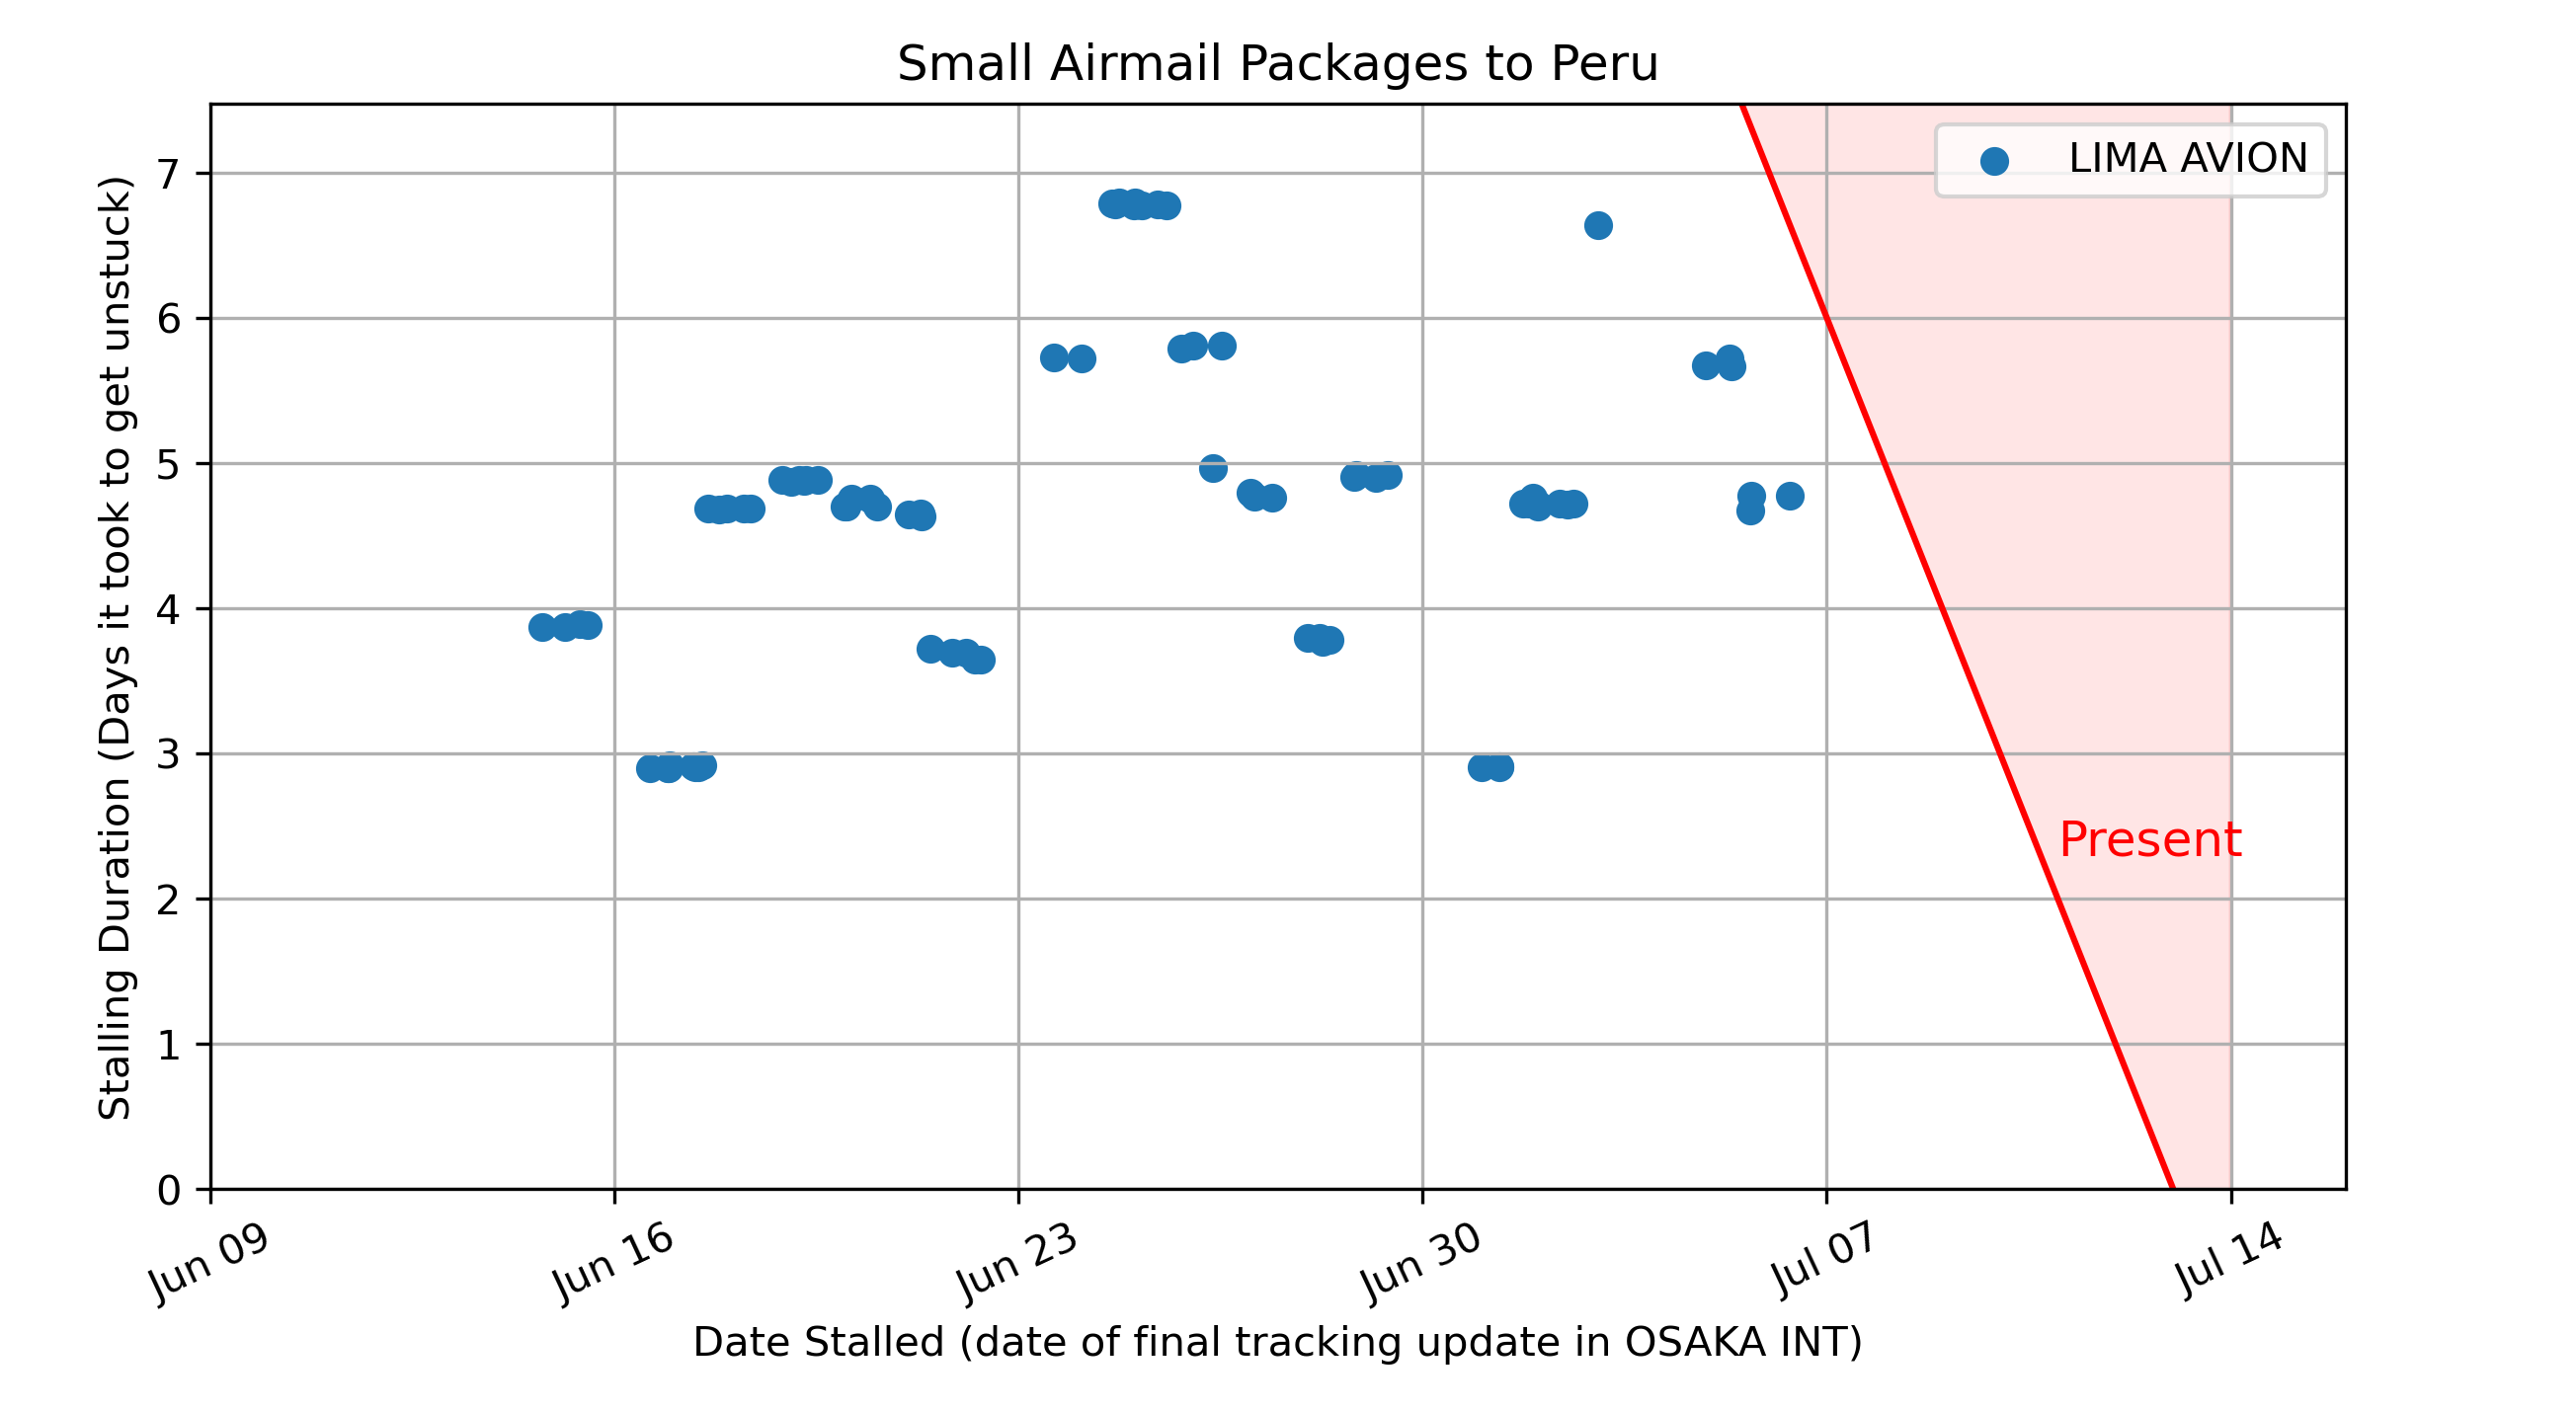 Small Airmail Packages to Peru
LIMA AVION
Stalling Duration (Days it took to get unstuck)
7
6
5
4
3
2
1
0
Present
Jun 09
Jun 16
Jun 23
Jun 30
Jul 07
Jul 14
Date Stalled (date of final tracking update in OSAKA INT)